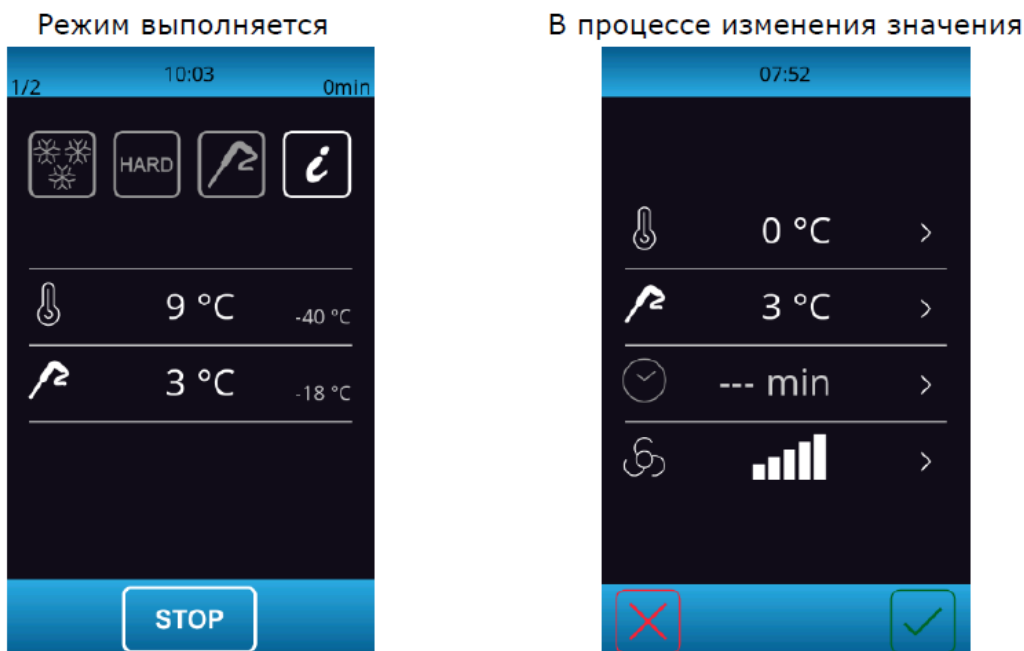 Режим выполняется
10:03
1/2
0min
HARD
i
9 °C
-40 °C
3 °C
-18 °C
STOP
В процессе изменения значения
07:52
0 °C
3 °C
--- min